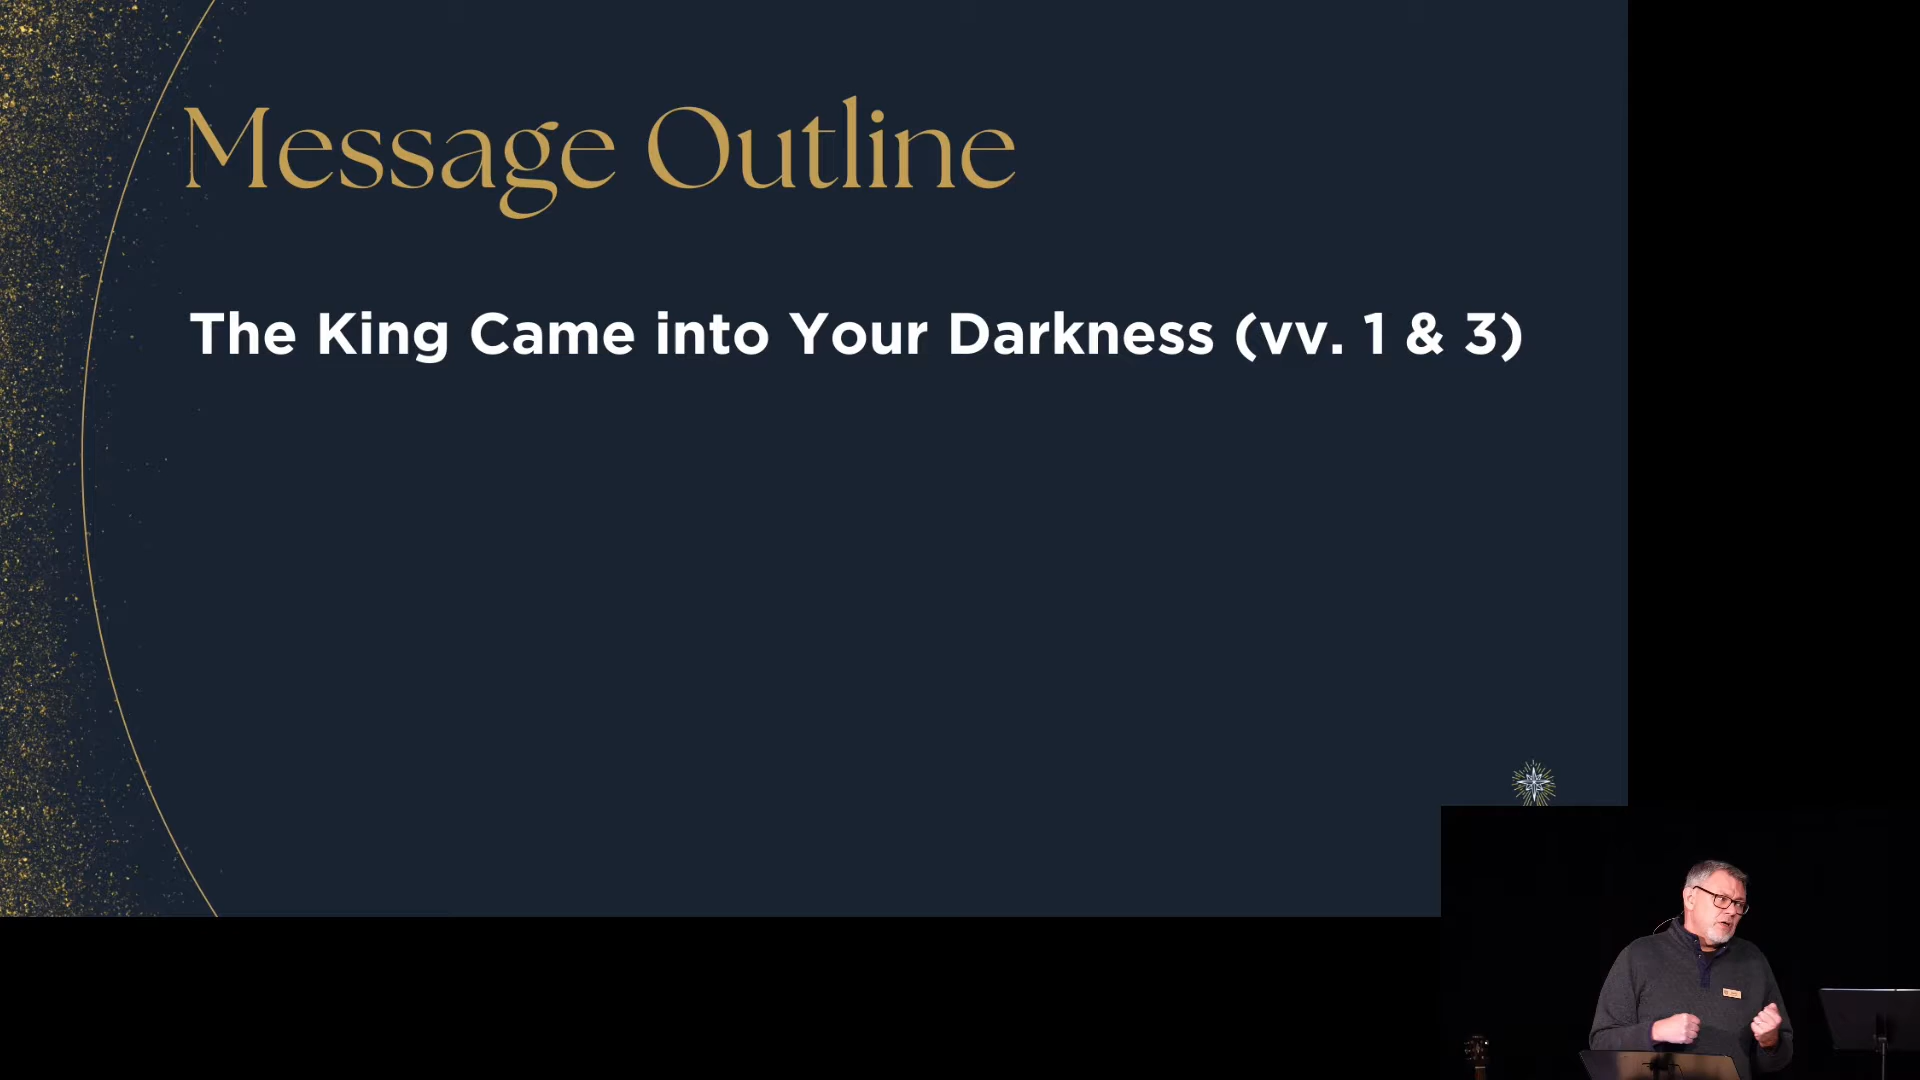 Message Outline
The King Came into Your Darkness (vv. 1 & 3)